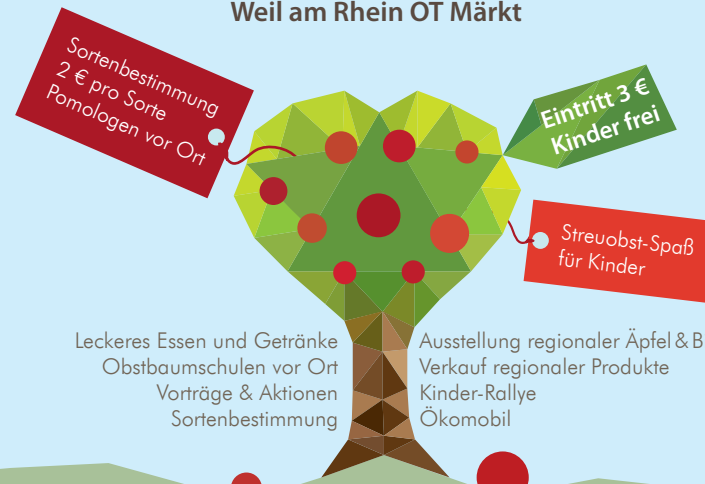 Weil am Rhein OT Märkt
Sortenbestimmung
2 € pro Sorte
Pomologen vor Ort
Eintritt 3 €
Kinder frei
Streuobst-Spaß
für Kinder
Leckeres Essen und Getränke
Obstbaumschulen vor Ort
Vorträge & Aktionen
Sortenbestimmung
Ausstellung regionaler Äpfel & B
Verkauf regionaler Produkte
Kinder-Rallye
Ökomobil